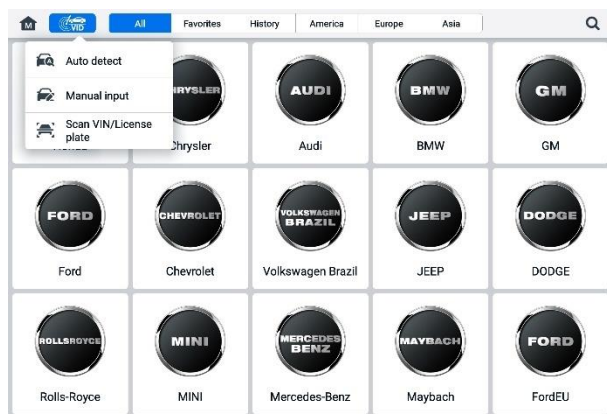 M
VID
All
Favorites
History
America
Europe
Asia
Auto detect
Manual input
Scan VIN/License
plate
Chrysler
AUDI
Audi
BMW
BMW
GM
GM
FORD
Ford
CHEVROLET
Chevrolet
VOLKSWAGEN
BRAZIL
Volkswagen Brazil
JEEP
JEEP
DODGE
DODGE
ROLLSROYCE
Rolls-Royce
MINI
MINI
MERCEDES
BENZ
Mercedes-Benz
MAYBACH
Maybach
FORD
FordEU